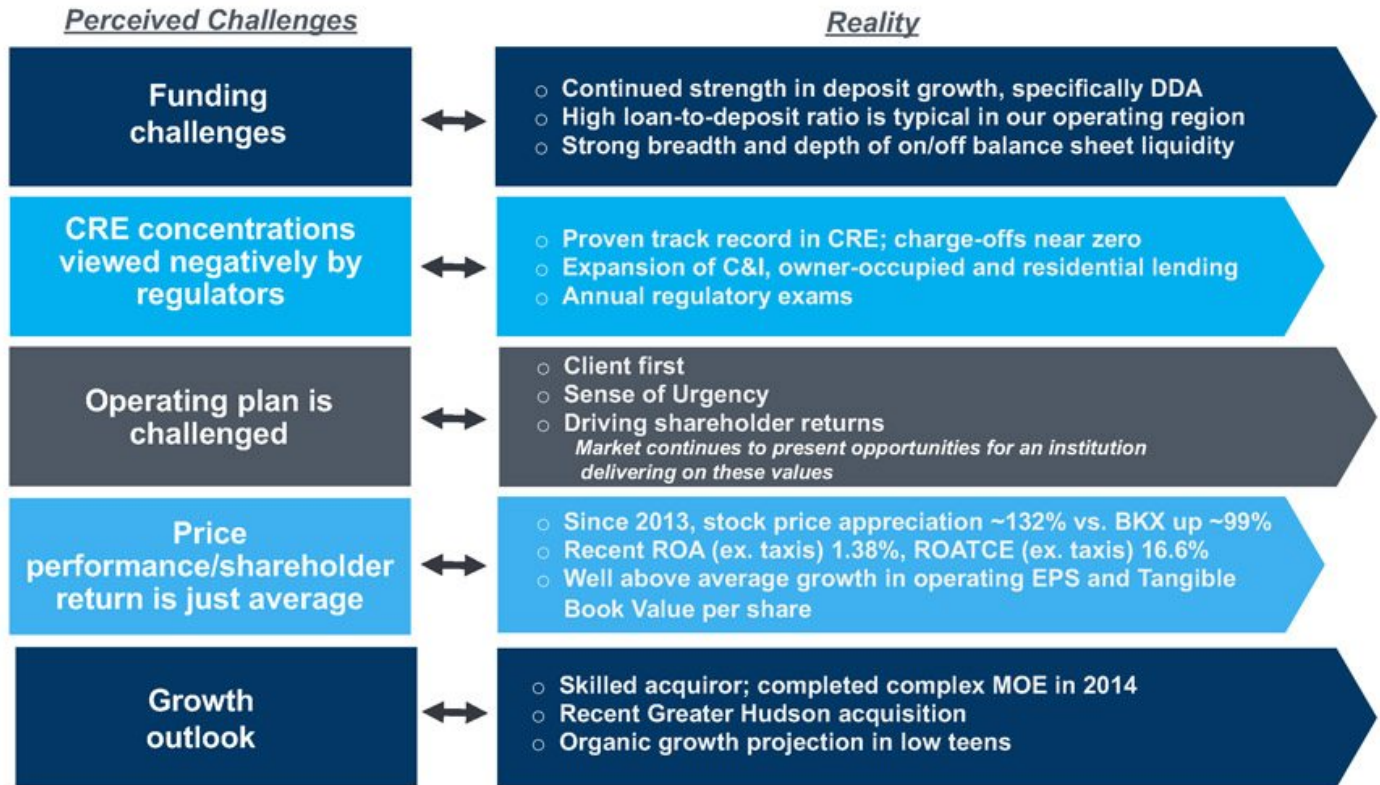 Perceived Challenges
Reality
Funding
challenges
○ Continued strength in deposit growth, specifically DDA
○ High loan-to-deposit ratio is typical in our operating region
○ Strong breadth and depth of on/off balance sheet liquidity
CRE concentrations
viewed negatively by
regulators
○ Proven track record in CRE; charge-offs near zero
○ Expansion of C&I, owner-occupied and residential lending
○ Annual regulatory exams
Operating plan is
challenged
○ Client first
○ Sense of Urgency
○ Driving shareholder returns
Market continues to present opportunities for an institution
delivering on these values
Price
performance/shareholder
return is just average
○ Since 2013, stock price appreciation ~132% vs. BKX up ~99%
○ Recent ROA (ex. taxis) 1.38%, ROATCE (ex. taxis) 16.6%
○ Well above average growth in operating EPS and Tangible
Book Value per share
Growth
outlook
○ Skilled acquiror; completed complex MOE in 2014
○ Recent Greater Hudson acquisition
○ Organic growth projection in low teens